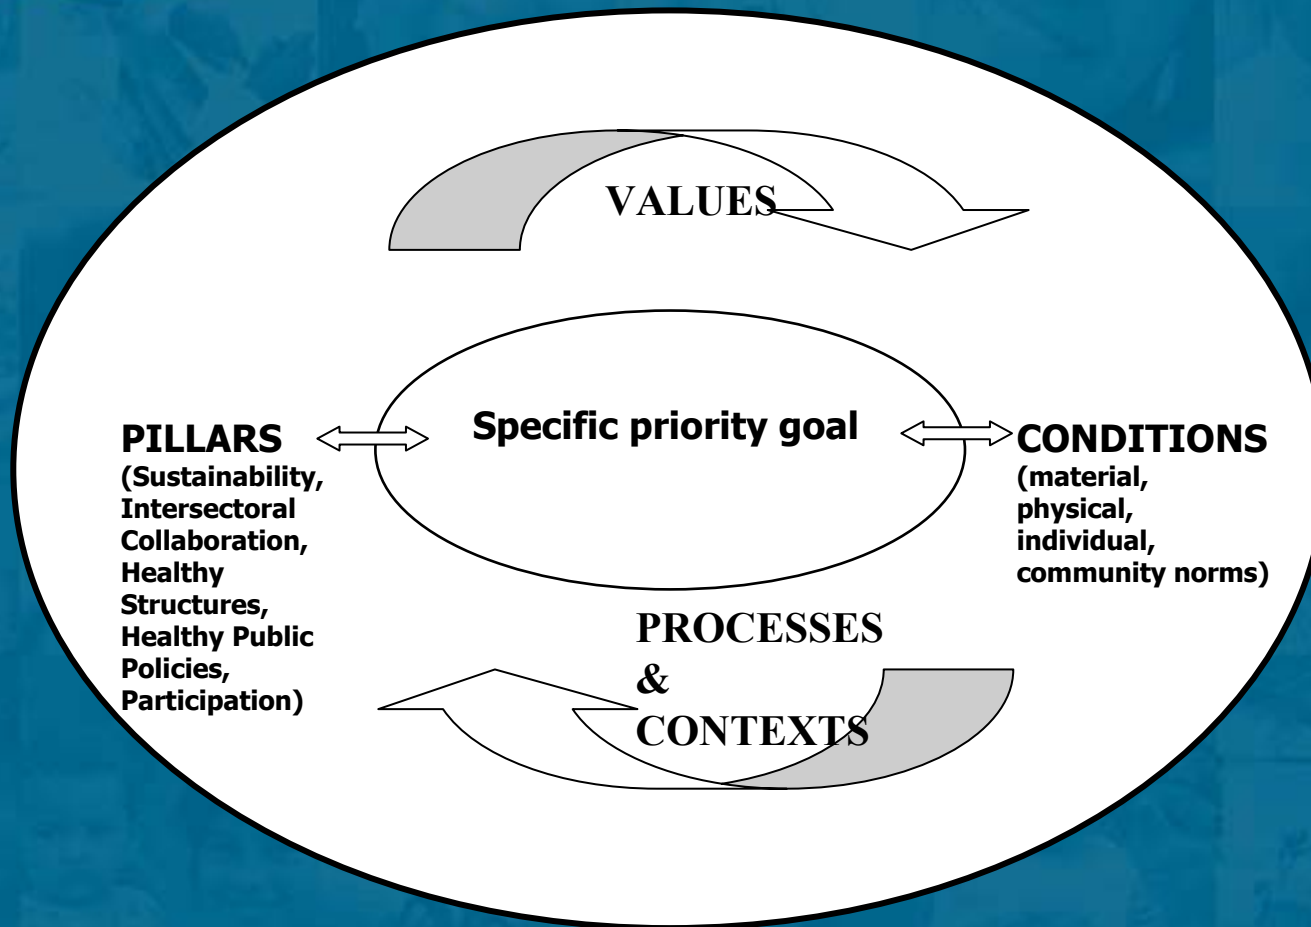 VALUES
Specific priority goal
PILLARS
(Sustainability,
Intersectoral
Collaboration,
Healthy
Structures,
Healthy Public
Policies,
Participation)
CONDITIONS
(material,
physical,
individual,
community norms)
PROCESSES
&
CONTEXTS